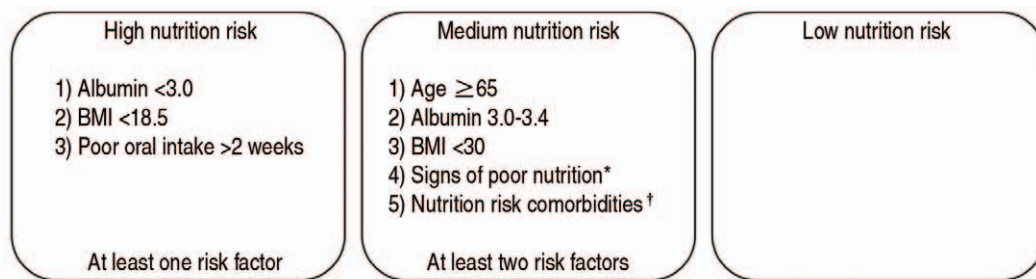 High nutrition risk
1) Albumin <3.0
2) BMI <18.5
3) Poor oral intake >2 weeks
At least one risk factor
Medium nutrition risk
1) Age ≥65
2) Albumin 3.0-3.4
3) BMI <30
4) Signs of poor nutrition*
5) Nutrition risk comorbidities†
At least two risk factors
Low nutrition risk